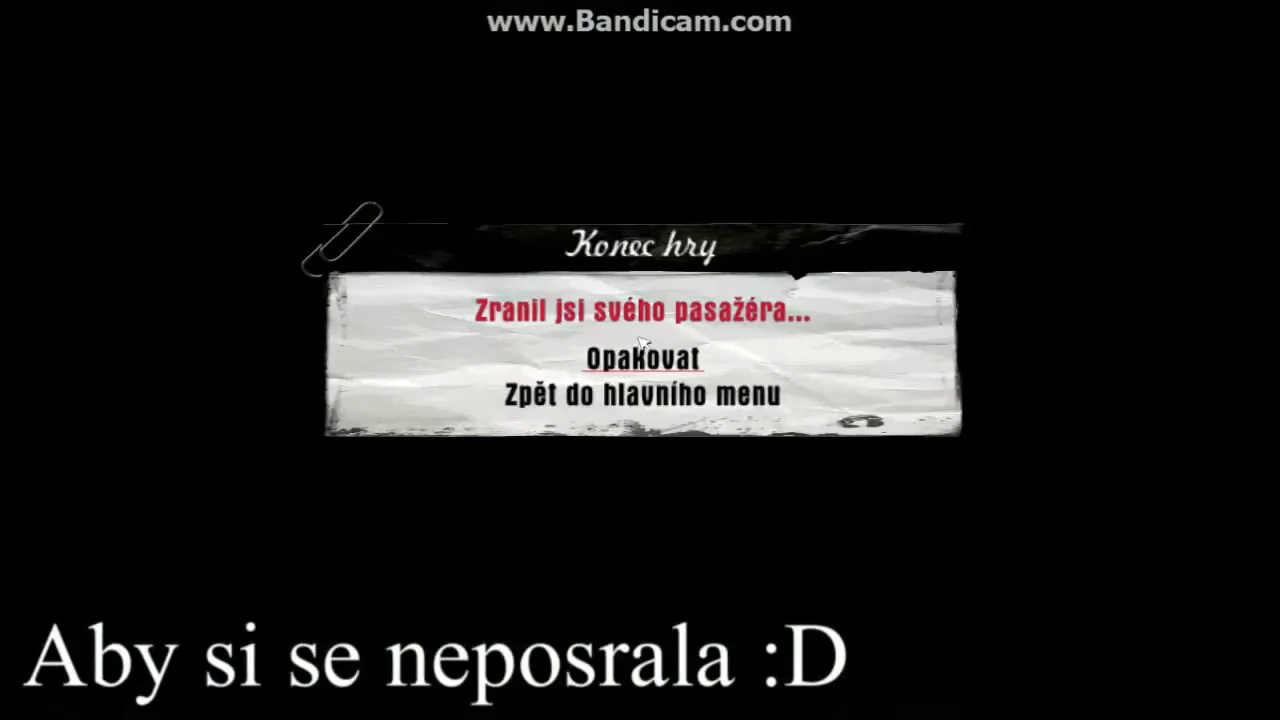 www.Bandicam.com
Konec hry
Zranil jsi svého pasažéra...
Opakovat
Zpět do hlavního menu
Aby si se neposrala :D